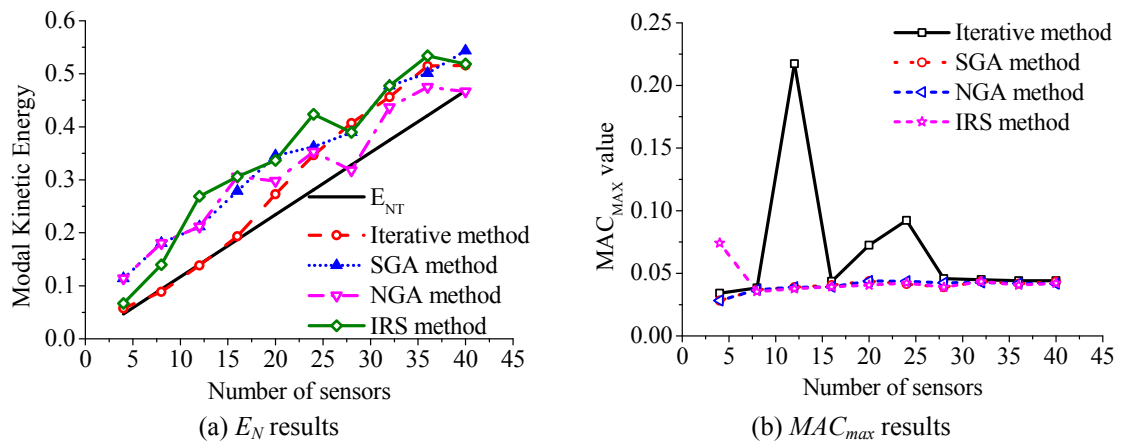 0.6
0.5
0.4
0.3
0.2
0.1
0.0
Modal Kinetic Energy
E_NT
Iterative method
SGA method
NGA method
IRS method
0 5 10 15 20 25 30 35 40 45
Number of sensors
(a) E_N results
0.25
0.20
0.15
0.10
0.05
0.00
MAC_MAX value
Iterative method
SGA method
NGA method
IRS method
0 5 10 15 20 25 30 35 40 45
Number of sensors
(b) MAC_max results